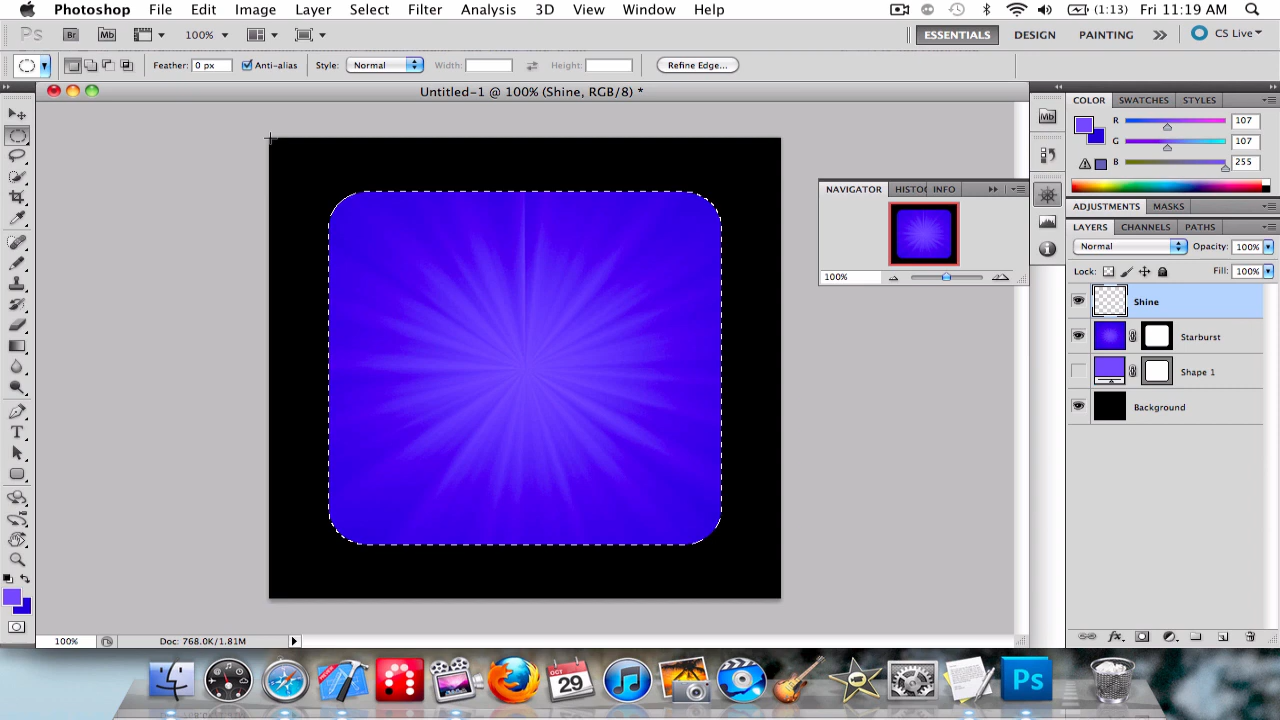 Photoshop File Edit Image Layer Select Filter Analysis 3D View Window Help (1:13) Fri 11:19 AM
Ps Br Mb 100% ESSENTIALS DESIGN PAINTING CS Live
Feather: 0 px Anti-alias Style: Normal Width: Height: Refine Edge...
Untitled-1 @ 100% (Shine, RGB/8) *
COLOR SWATCHES STYLES
Mb
R 107
G 107
B 255
NAVIGATOR HISTO INFO
100%
ADJUSTMENTS MASKS
LAYERS CHANNELS PATHS
Normal Opacity: 100%
Lock: Fill: 100%
Shine
Starburst
Shape 1
Background
T
100% Doc: 768.0K/1.81M
fx
OCT
29
Ps